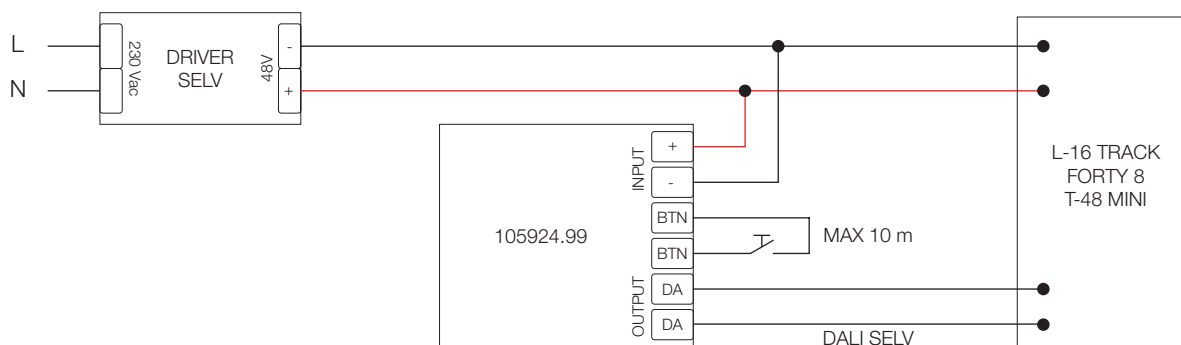 L
N
230 Vac
DRIVER
SELV
48V
-
+
INPUT
+
-
BTN
BTN
OUTPUT
DA
DA
105924.99
MAX 10 m
DALI SELV
L-16 TRACK
FORTY 8
T-48 MINI